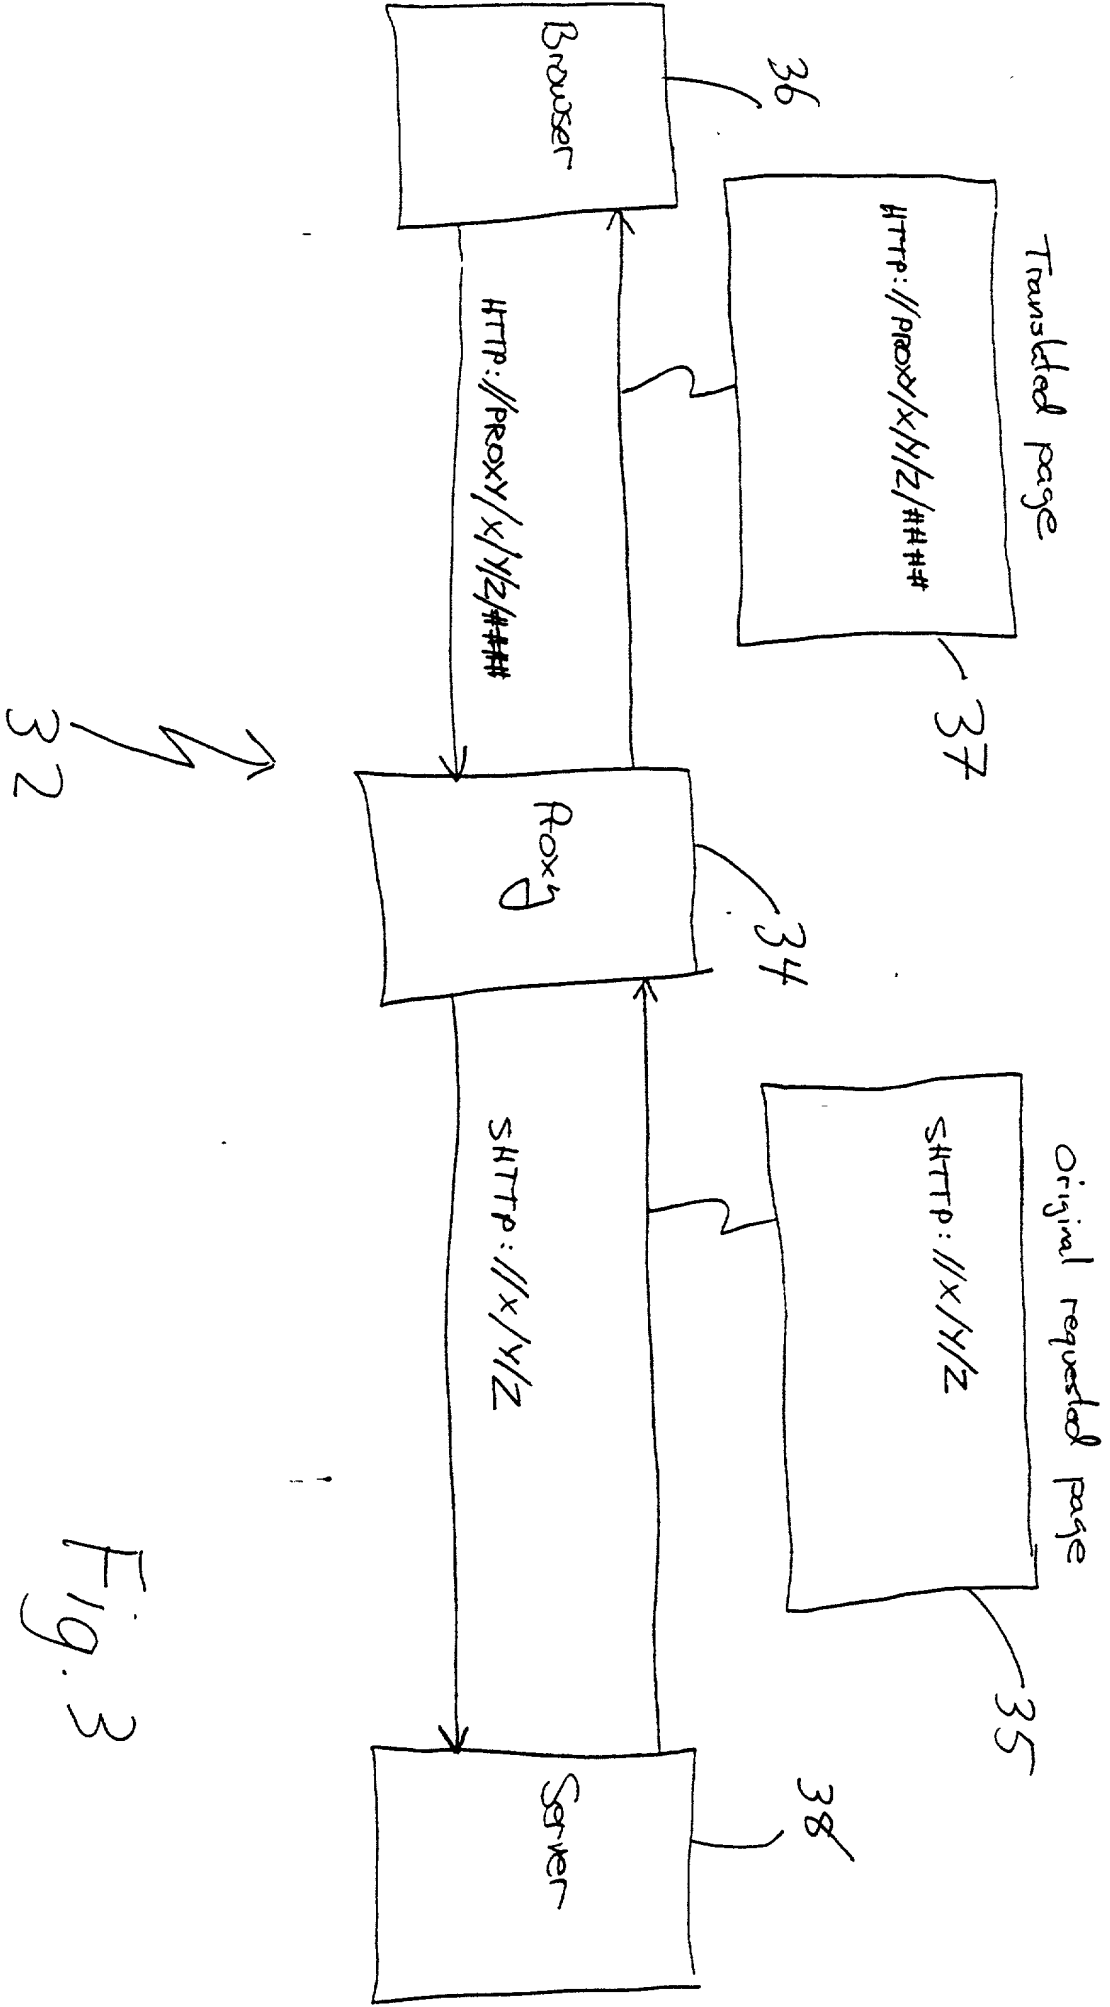 Translated page
HTTP://PROXY/X/Y/Z/####
37
Original requested page
SHTTP://X/Y/Z
35
36
Browser
HTTP://PROXY/X/Y/Z/####
34
Proxy
SHTTP://X/Y/Z
38
Server
32
Fig. 3